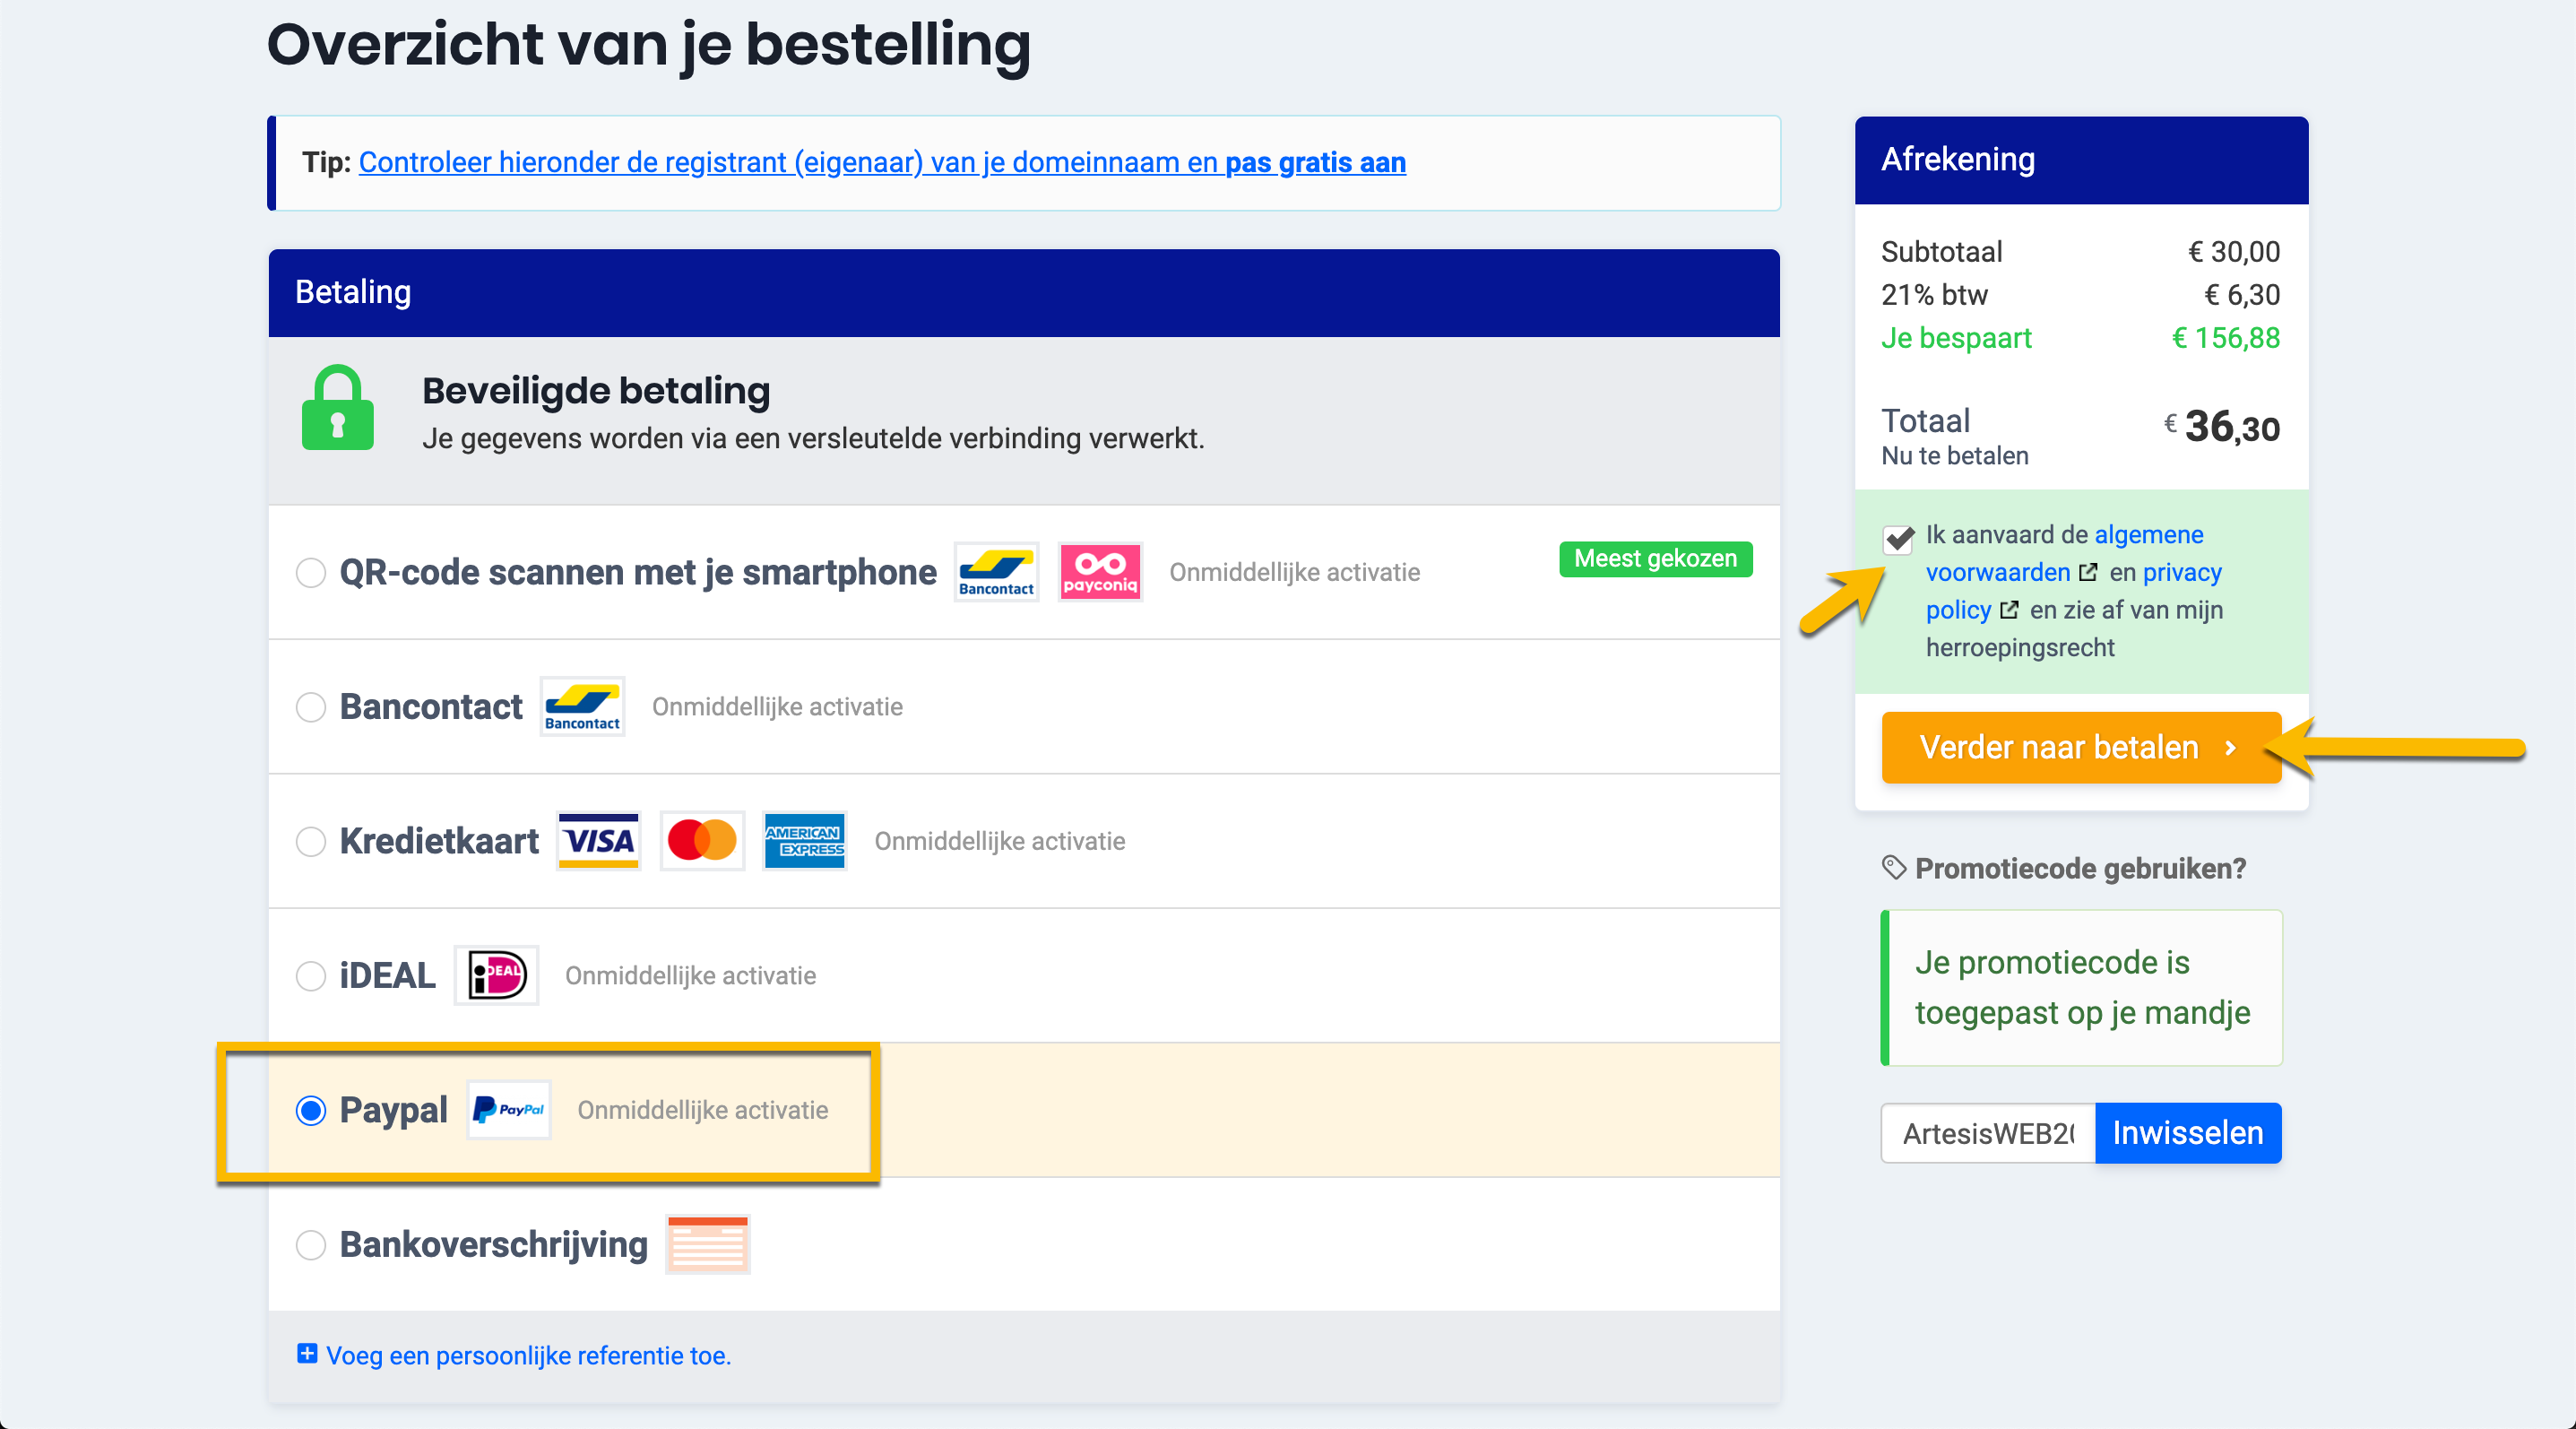 Overzicht van je bestelling
Tip: Controleer hieronder de registrant (eigenaar) van je domeinnaam en pas gratis aan
Betaling
Beveiligde betaling
Je gegevens worden via een versleutelde verbinding verwerkt.
QR-code scannen met je smartphone Bancontact payconiq Onmiddellijke activatie Meest gekozen
Bancontact Bancontact Onmiddellijke activatie
Kredietkaart VISA AMERICAN EXPRESS Onmiddellijke activatie
iDEAL iDEAL Onmiddellijke activatie
Paypal PayPal Onmiddellijke activatie
Bankoverschrijving
Voeg een persoonlijke referentie toe.
Afrekening
Subtotaal € 30,00
21% btw € 6,30
Je bespaart € 156,88
Totaal € 36,30
Nu te betalen
Ik aanvaard de algemene
voorwaarden en privacy
policy en zie af van mijn
herroepingsrecht
Verder naar betalen
Promotiecode gebruiken?
Je promotiecode is
toegepast op je mandje
ArtesisWEB20 Inwisselen